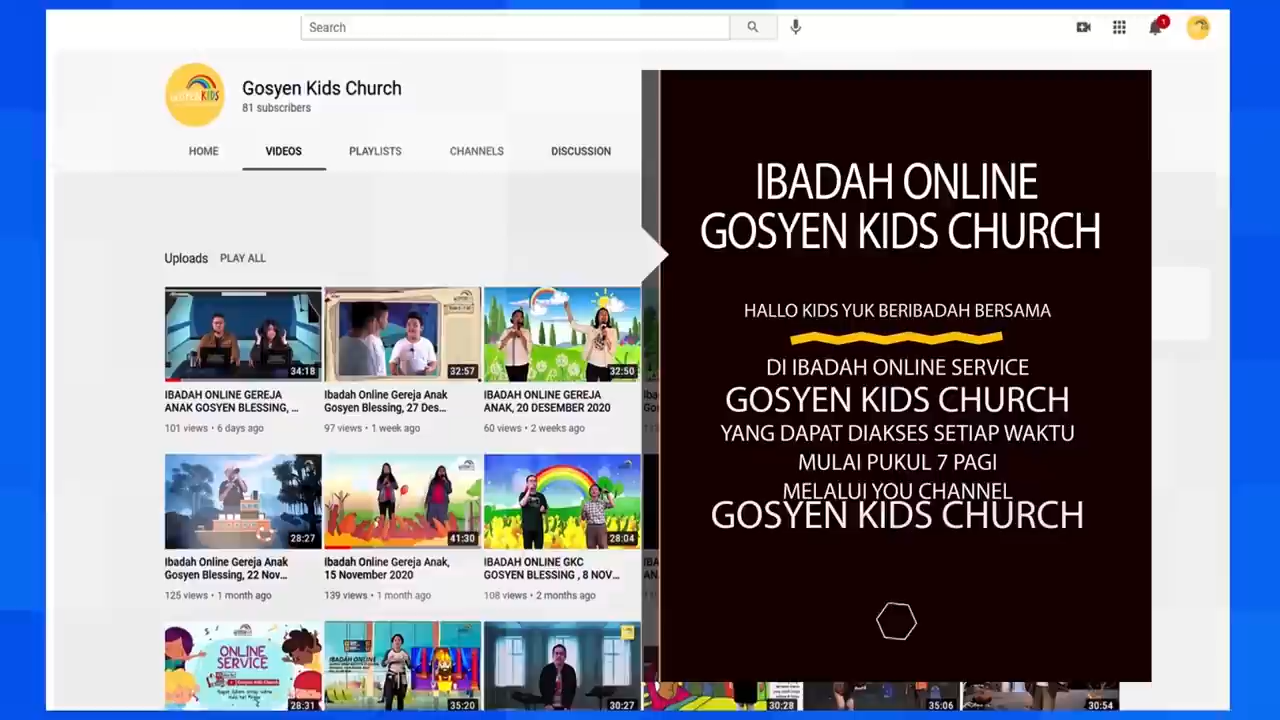 Search
1
Gosyen Kids Church
81 subscribers
HOME
VIDEOS
PLAYLISTS
CHANNELS
DISCUSSION
Uploads
PLAY ALL
34:18
32:57
32:50
IBADAH ONLINE GEREJA
ANAK GOSYEN BLESSING, ...
101 views • 6 days ago
Ibadah Online Gereja Anak
Gosyen Blessing, 27 Des...
97 views • 1 week ago
IBADAH ONLINE GEREJA
ANAK, 20 DESEMBER 2020
60 views • 2 weeks ago
28:27
41:30
28:04
Ibadah Online Gereja Anak
Gosyen Blessing, 22 Nov...
125 views • 1 month ago
Ibadah Online Gereja Anak,
15 November 2020
139 views • 1 month ago
IBADAH ONLINE GKC
GOSYEN BLESSING , 8 NOV...
108 views • 2 months ago
ONLINE
SERVICE
Gosyen Kids Church
28:31
IBADAH ONLINE
35:20
30:27
30:28
35:06
30:54
IBADAH ONLINE
GOSYEN KIDS CHURCH
HALLO KIDS YUK BERIBADAH BERSAMA
DI IBADAH ONLINE SERVICE
GOSYEN KIDS CHURCH
YANG DAPAT DIAKSES SETIAP WAKTU
MULAI PUKUL 7 PAGI
MELALUI YOU CHANNEL
GOSYEN KIDS CHURCH